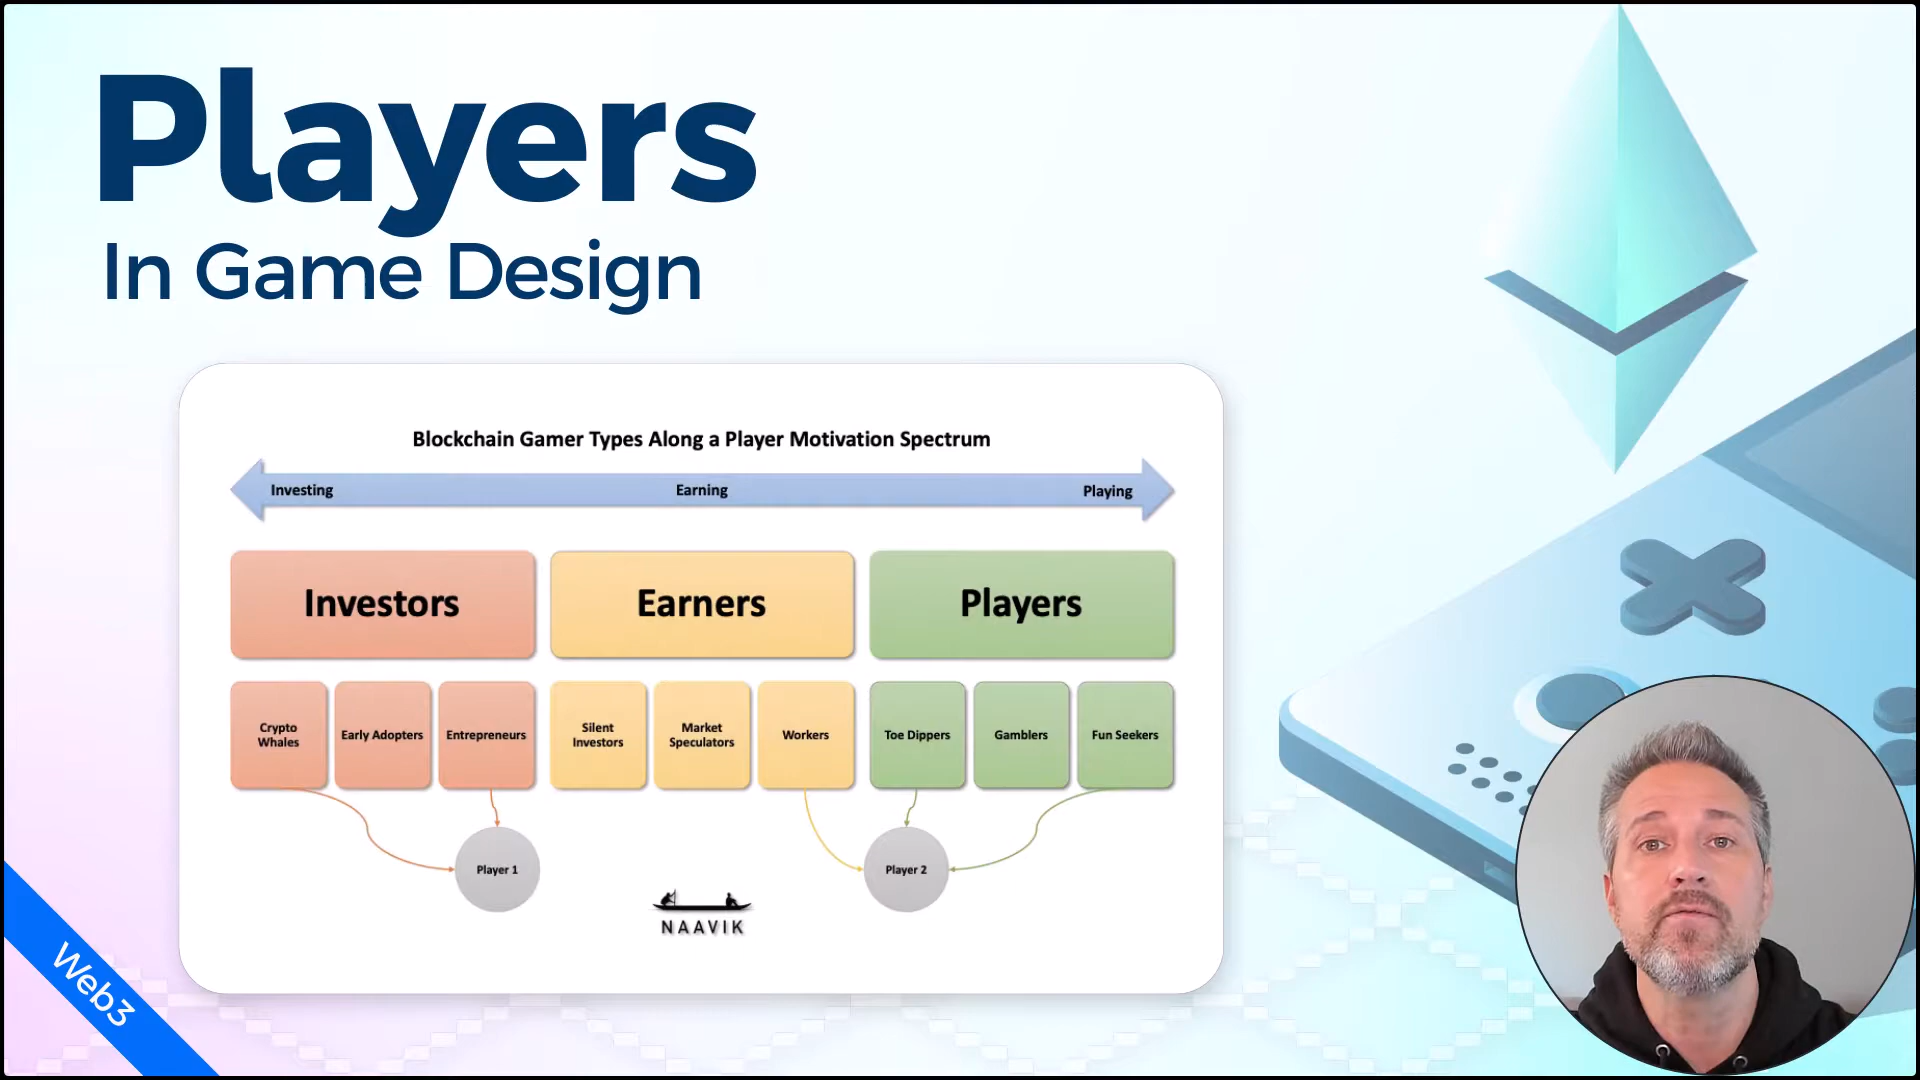 Players
In Game Design
Blockchain Gamer Types Along a Player Motivation Spectrum
Investing
Earning
Playing
Investors
Earners
Players
Crypto
Whales
Early Adopters
Entrepreneurs
Silent
Investors
Market
Speculators
Workers
Toe Dippers
Gamblers
Fun Seekers
Player 1
Player 2
NAAVIK
Web3